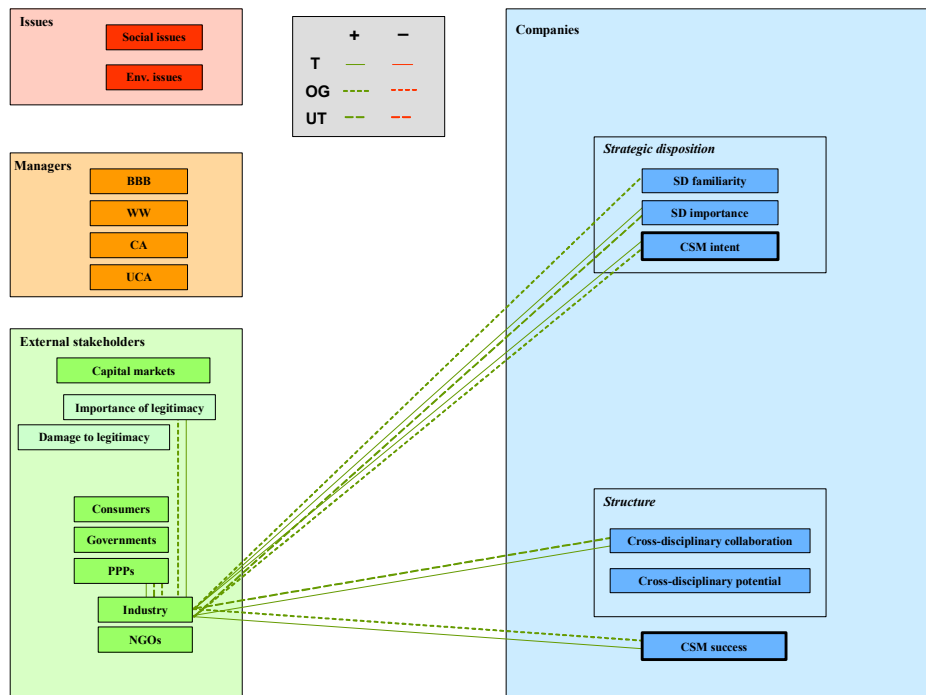 Issues
Social issues
Env. issues
+ −
T
OG
UT
Companies
Managers
BBB
WW
CA
UCA
Strategic disposition
SD familiarity
SD importance
CSM intent
External stakeholders
Capital markets
Importance of legitimacy
Damage to legitimacy
Consumers
Governments
PPPs
Industry
NGOs
Structure
Cross-disciplinary collaboration
Cross-disciplinary potential
CSM success